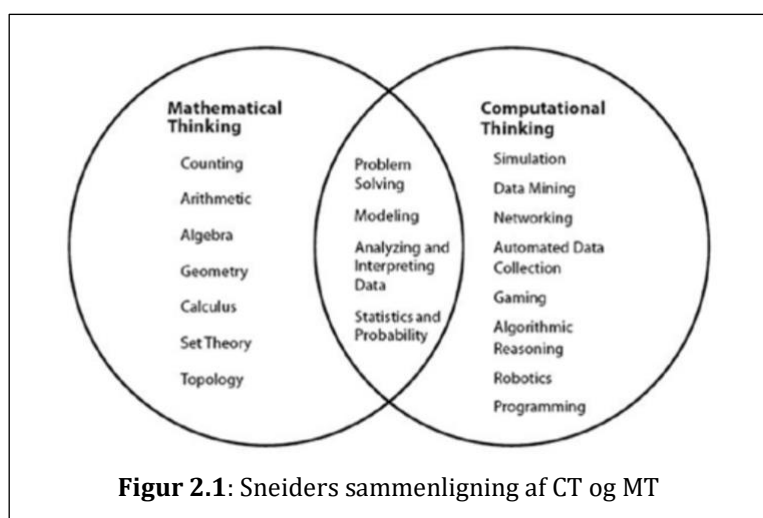 Mathematical
Thinking
Counting
Arithmetic
Algebra
Geometry
Calculus
Set Theory
Topology
Problem
Solving
Modeling
Analyzing and
Interpreting
Data
Statistics and
Probability
Computational
Thinking
Simulation
Data Mining
Networking
Automated Data
Collection
Gaming
Algorithmic
Reasoning
Robotics
Programming
Figur 2.1: Sneiders sammenligning af CT og MT